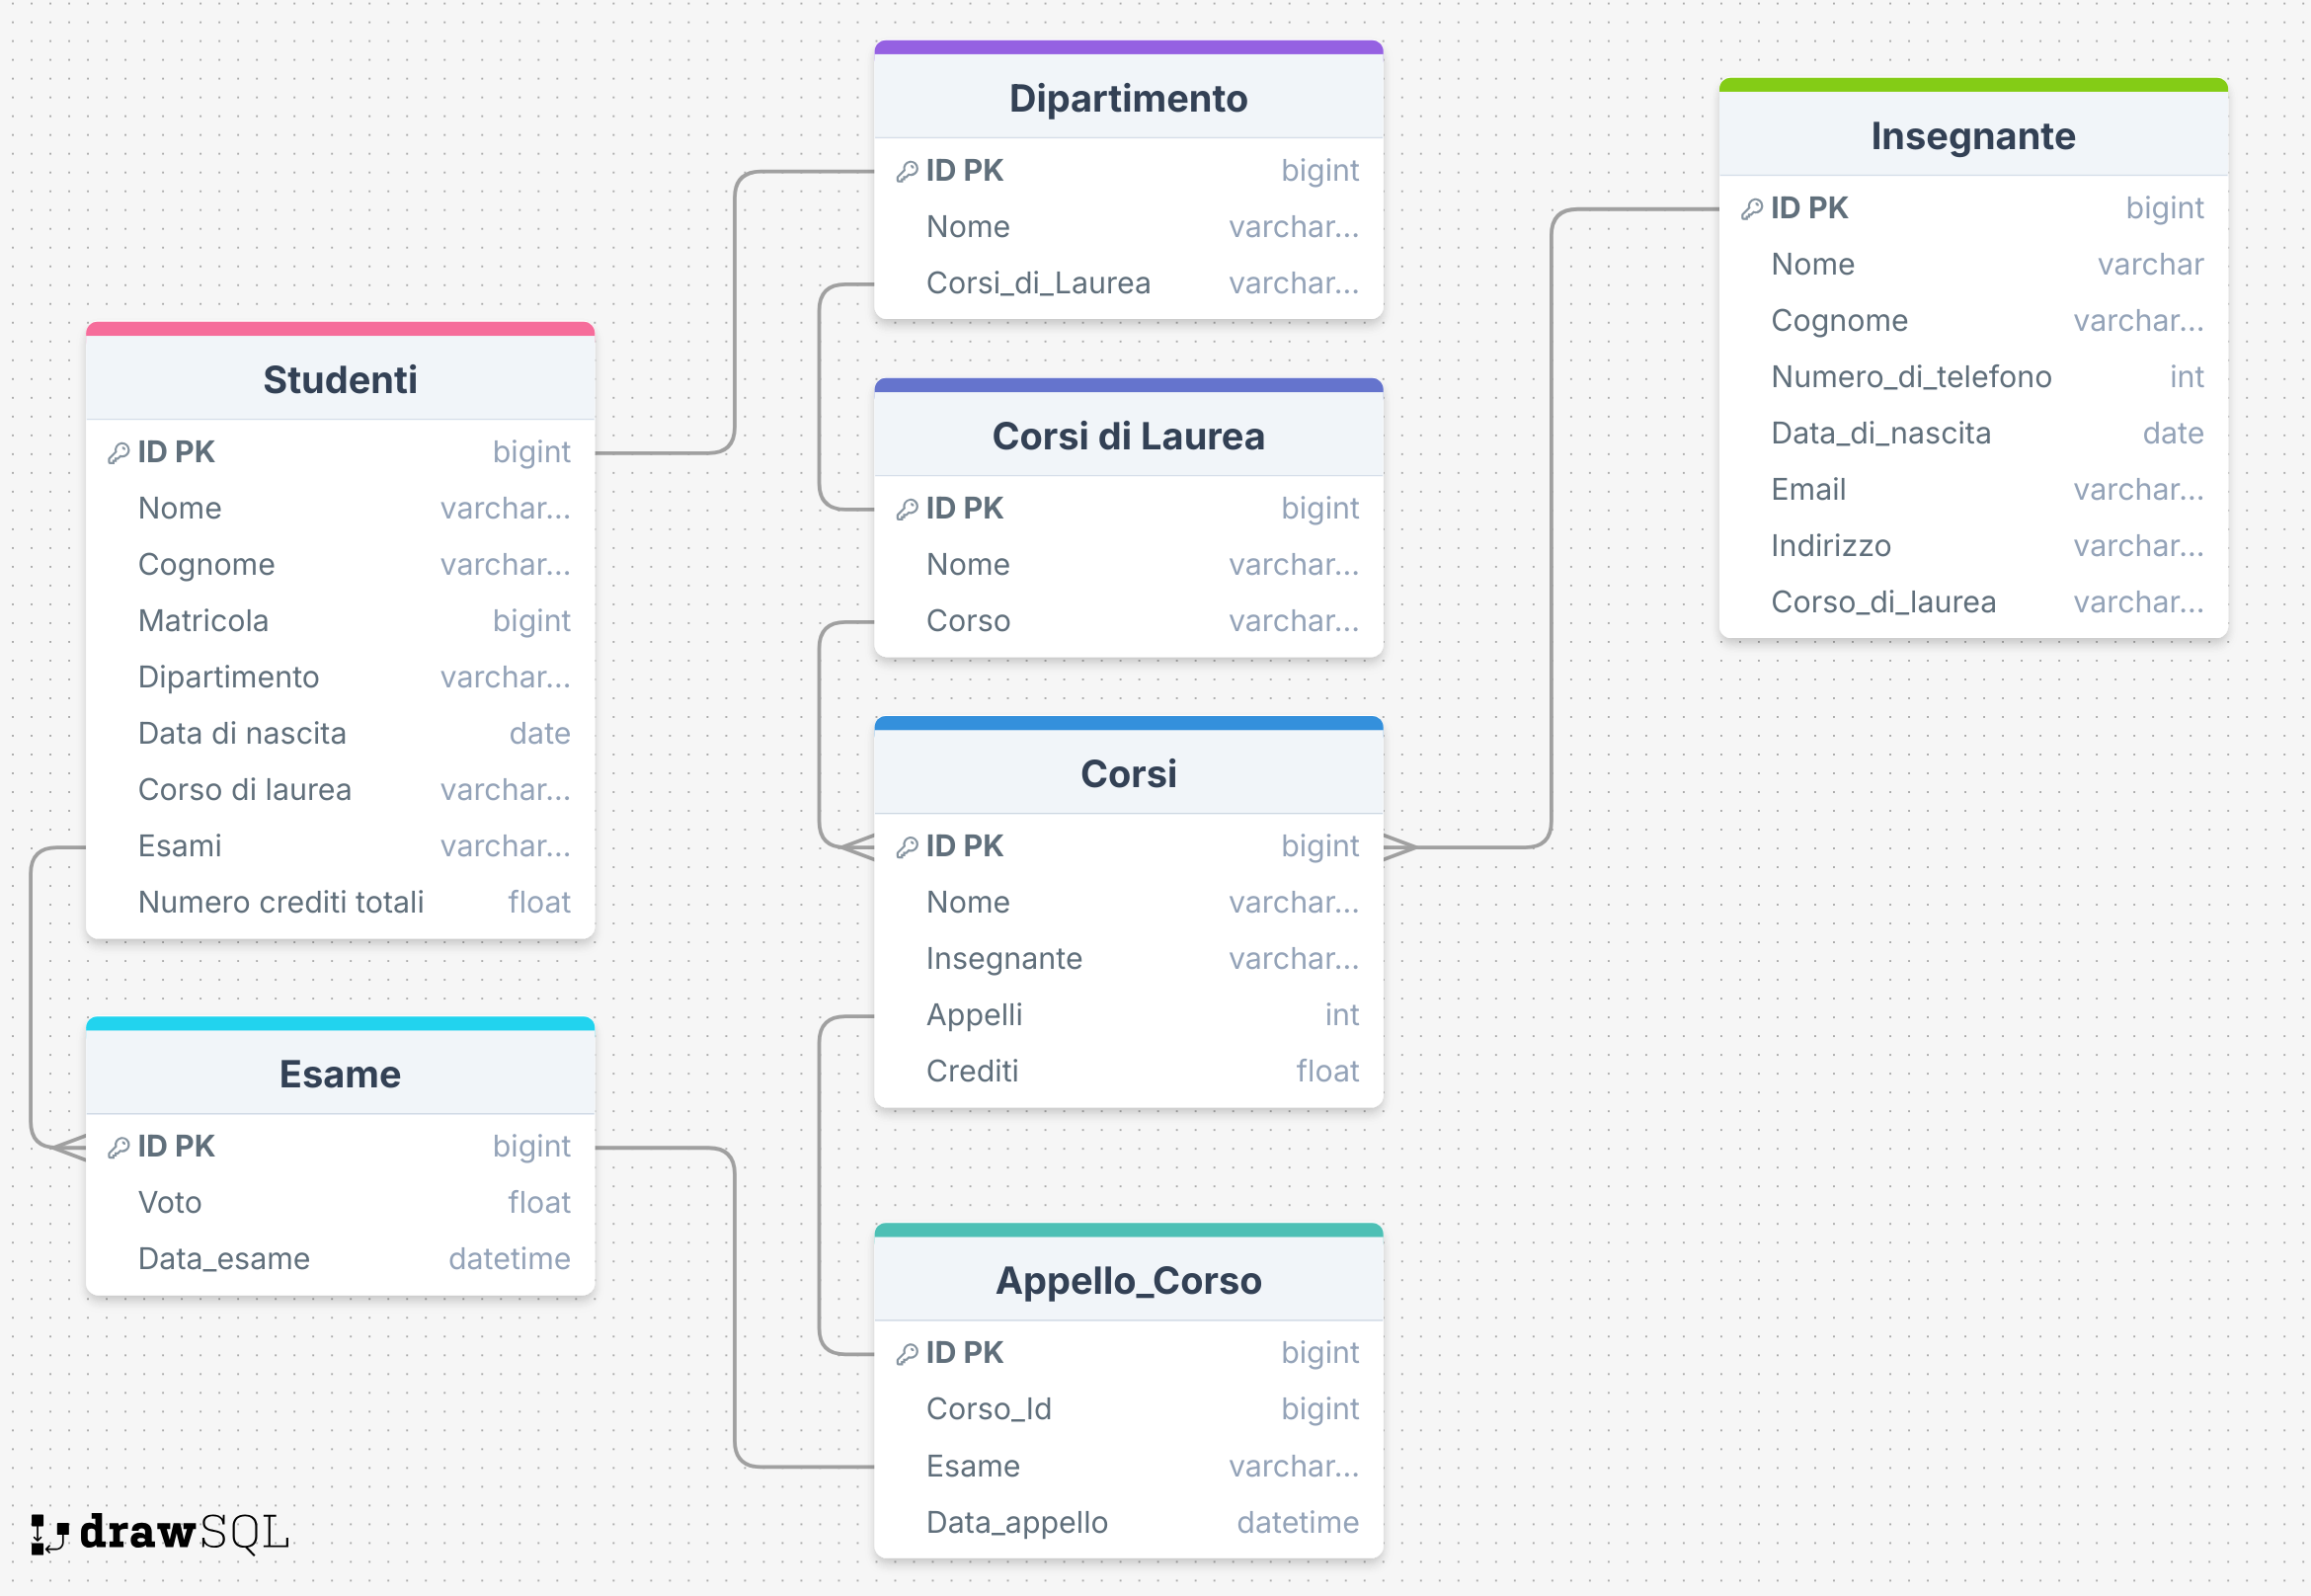 Dipartimento
ID PK bigint
Nome varchar...
Corsi_di_Laurea varchar...
Insegnante
ID PK bigint
Nome varchar
Cognome varchar...
Numero_di_telefono int
Data_di_nascita date
Email varchar...
Indirizzo varchar...
Corso_di_laurea varchar...
Studenti
ID PK bigint
Nome varchar...
Cognome varchar...
Matricola bigint
Dipartimento varchar...
Data di nascita date
Corso di laurea varchar...
Esami varchar...
Numero crediti totali float
Corsi di Laurea
ID PK bigint
Nome varchar...
Corso varchar...
Corsi
ID PK bigint
Nome varchar...
Insegnante varchar...
Appelli int
Crediti float
Esame
ID PK bigint
Voto float
Data_esame datetime
Appello_Corso
ID PK bigint
Corso_Id bigint
Esame varchar...
Data_appello datetime
drawSQL